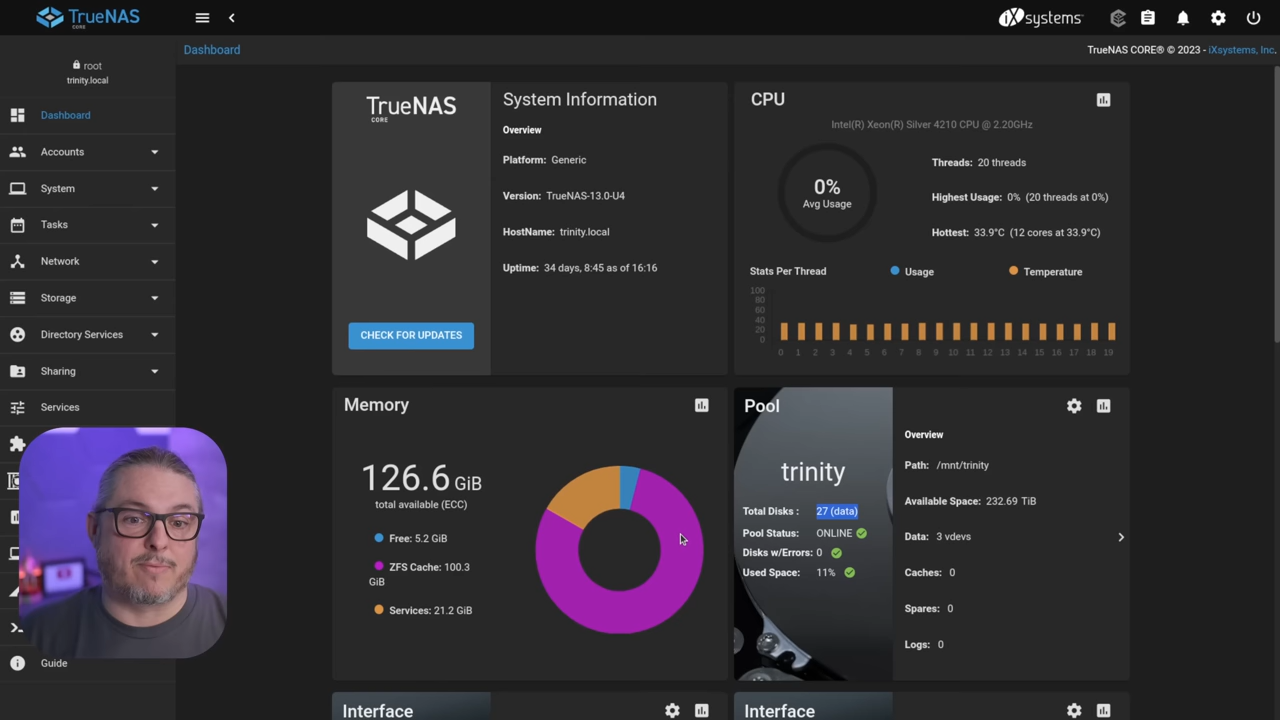 TrueNAS
CORE
iXsystems
Dashboard
TrueNAS CORE® © 2023 - iXsystems, Inc.
root
trinity.local
Dashboard
Accounts
System
Tasks
Network
Storage
Directory Services
Sharing
Services
Guide
TrueNAS
CORE
CHECK FOR UPDATES
System Information
Overview
Platform: Generic
Version: TrueNAS-13.0-U4
HostName: trinity.local
Uptime: 34 days, 8:45 as of 16:16
CPU
Intel(R) Xeon(R) Silver 4210 CPU @ 2.20GHz
0%
Avg Usage
Threads: 20 threads
Highest Usage: 0% (20 threads at 0%)
Hottest: 33.9°C (12 cores at 33.9°C)
Stats Per Thread
Usage
Temperature
100
80
60
40
20
0
0 1 2 3 4 5 6 7 8 9 10 11 12 13 14 15 16 17 18 19
Memory
126.6 GiB
total available (ECC)
Free: 5.2 GiB
ZFS Cache: 100.3
GiB
Services: 21.2 GiB
Pool
trinity
Total Disks : 27 (data)
Pool Status: ONLINE
Disks w/Errors: 0
Used Space: 11%
Overview
Path: /mnt/trinity
Available Space: 232.69 TiB
Data: 3 vdevs
Caches: 0
Spares: 0
Logs: 0
Interface
Interface